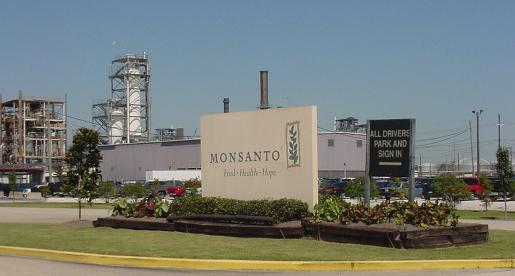 MONSANTO
Food · Health · Hope
ALL DRIVERS
PARK AND
SIGN IN